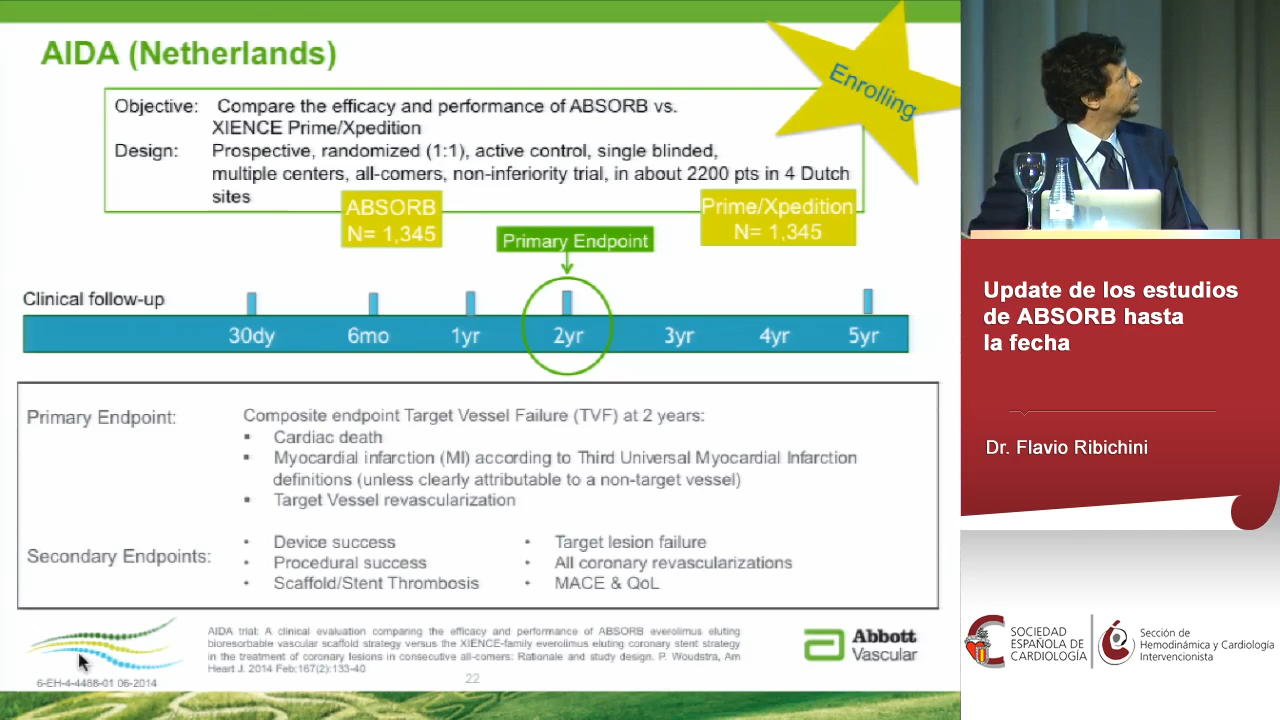 AIDA (Netherlands)
Enrolling
Objective: Compare the efficacy and performance of ABSORB vs.
XIENCE Prime/Xpedition
Design: Prospective, randomized (1:1), active control, single blinded,
multiple centers, all-comers, non-inferiority trial, in about 2200 pts in 4 Dutch
sites
ABSORB
N= 1,345
Prime/Xpedition
N= 1,345
Primary Endpoint
Clinical follow-up
30dy 6mo 1yr 2yr 3yr 4yr 5yr
Primary Endpoint: Composite endpoint Target Vessel Failure (TVF) at 2 years:
▪ Cardiac death
▪ Myocardial infarction (MI) according to Third Universal Myocardial Infarction
definitions (unless clearly attributable to a non-target vessel)
▪ Target Vessel revascularization
Secondary Endpoints:
• Device success
• Procedural success
• Scaffold/Stent Thrombosis
• Target lesion failure
• All coronary revascularizations
• MACE & QoL
AIDA trial: A clinical evaluation comparing the efficacy and performance of ABSORB everolimus eluting
bioresorbable vascular scaffold strategy versus the XIENCE-family everolimus eluting coronary stent strategy
in the treatment of coronary lesions in consecutive all-comers: Rationale and study design. P. Woudstra, Am
Heart J. 2014 Feb;167(2):133-40
6-EH-4-4488-01 06-2014
22
Abbott
Vascular
Update de los estudios
de ABSORB hasta
la fecha
Dr. Flavio Ribichini
SOCIEDAD
ESPAÑOLA DE
CARDIOLOGÍA
Sección de
Hemodinámica y Cardiología
Intervencionista